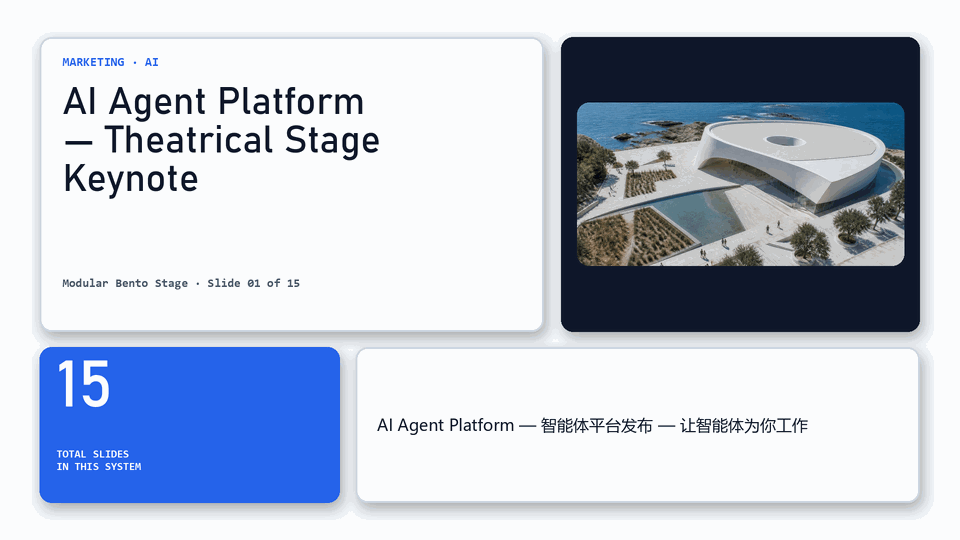 MARKETING · AI
AI Agent Platform
— Theatrical Stage
Keynote
Modular Bento Stage · Slide 01 of 15
15
TOTAL SLIDES
IN THIS SYSTEM
AI Agent Platform — 智能体平台发布 — 让智能体为你工作